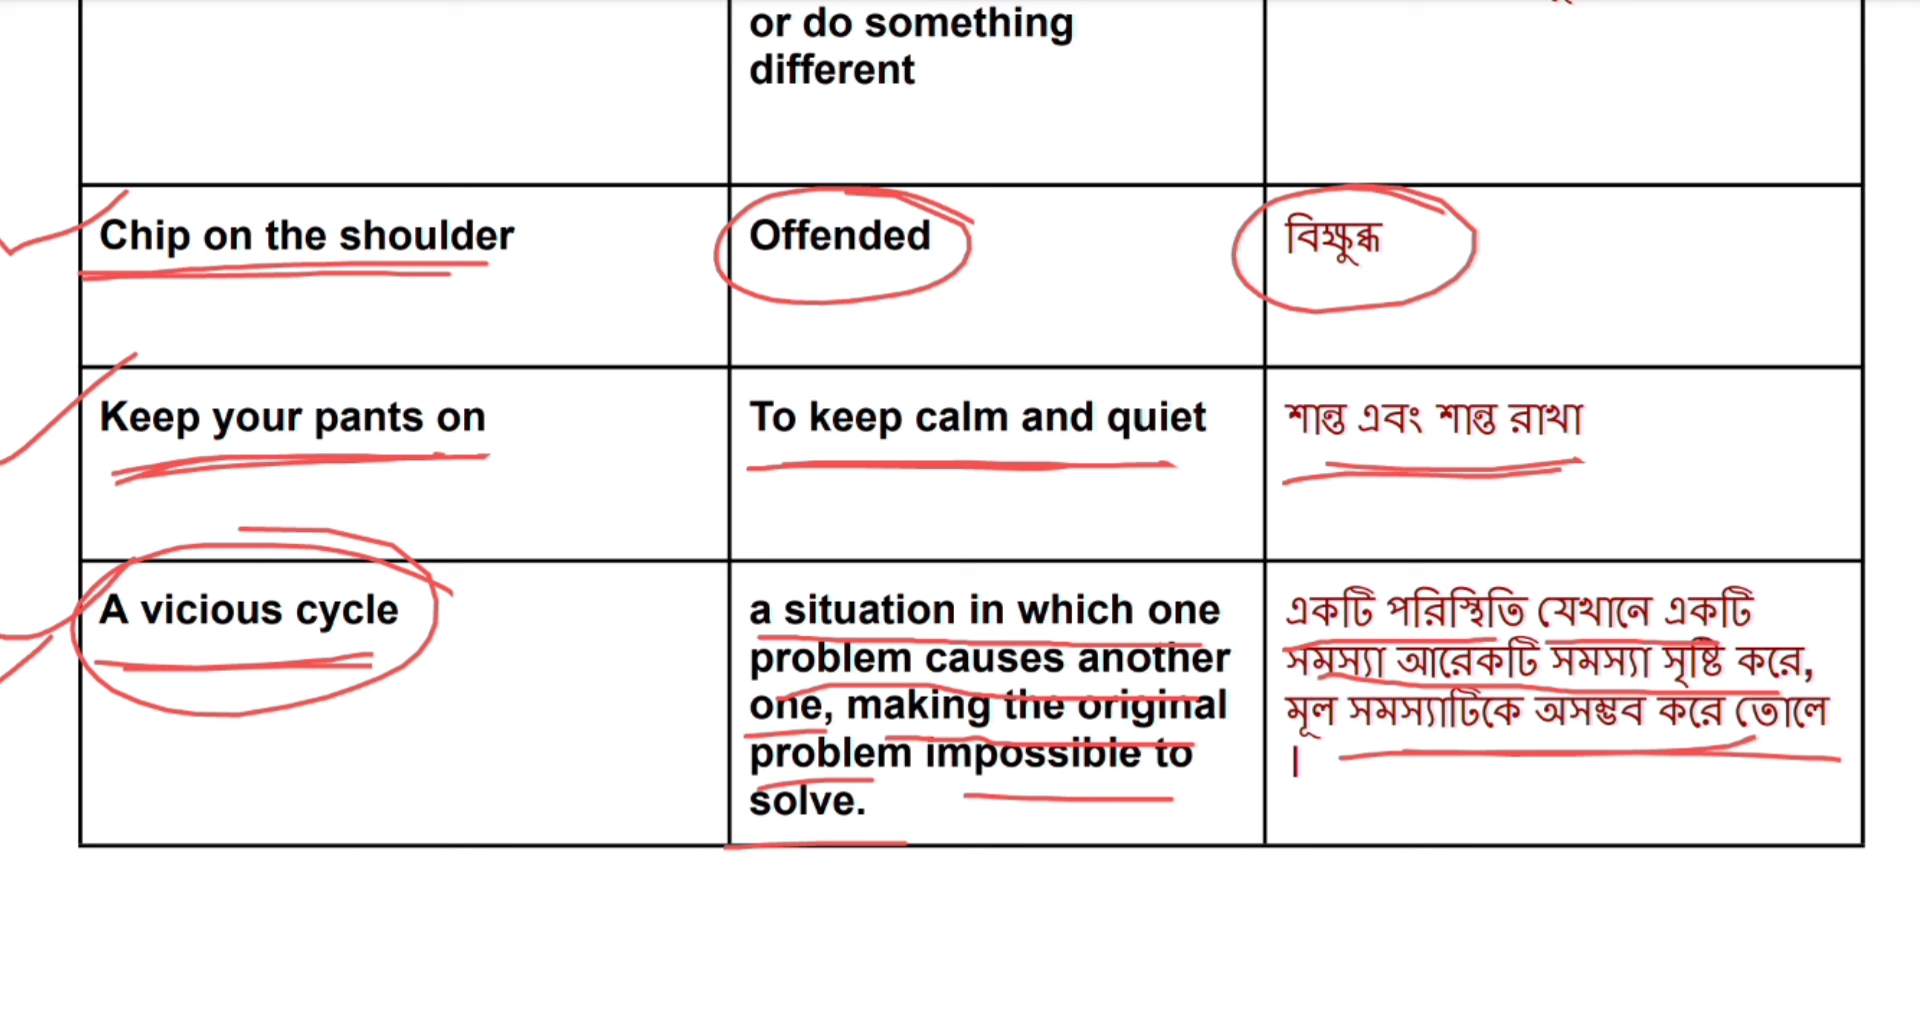 or do something
different
Chip on the shoulder
Offended
বিক্ষুব্ধ
Keep your pants on
To keep calm and quiet
শান্ত এবং শান্ত রাখা
A vicious cycle
a situation in which one
problem causes another
one, making the original
problem impossible to
solve.
একটি পরিস্থিতি যেখানে একটি
সমস্যা আরেকটি সমস্যা সৃষ্টি করে,
মূল সমস্যাটিকে অসম্ভব করে তোলে
।